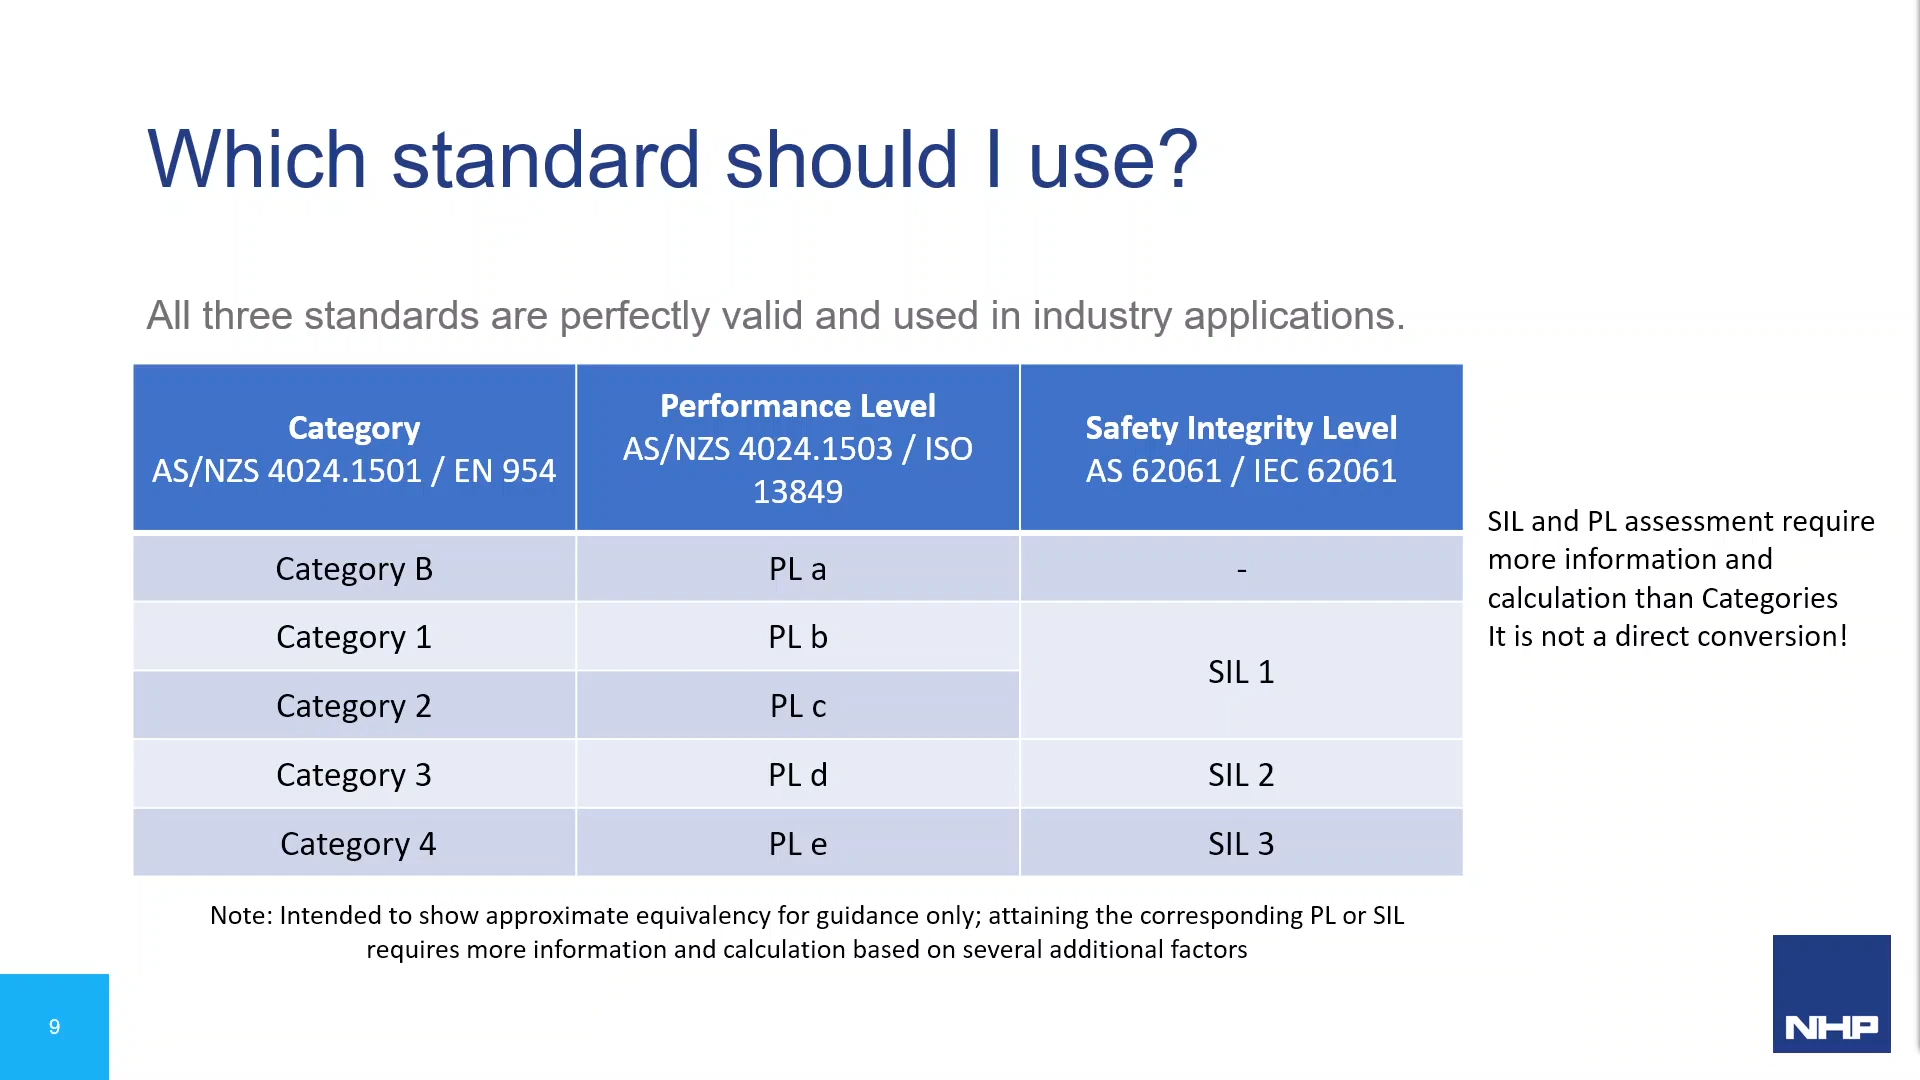 Which standard should I use?
All three standards are perfectly valid and used in industry applications.
Category
AS/NZS 4024.1501 / EN 954
Performance Level
AS/NZS 4024.1503 / ISO
13849
Safety Integrity Level
AS 62061 / IEC 62061
Category B
PL a
-
Category 1
PL b
SIL 1
Category 2
PL c
Category 3
PL d
SIL 2
Category 4
PL e
SIL 3
SIL and PL assessment require
more information and
calculation than Categories
It is not a direct conversion!
Note: Intended to show approximate equivalency for guidance only; attaining the corresponding PL or SIL
requires more information and calculation based on several additional factors
9
NHP